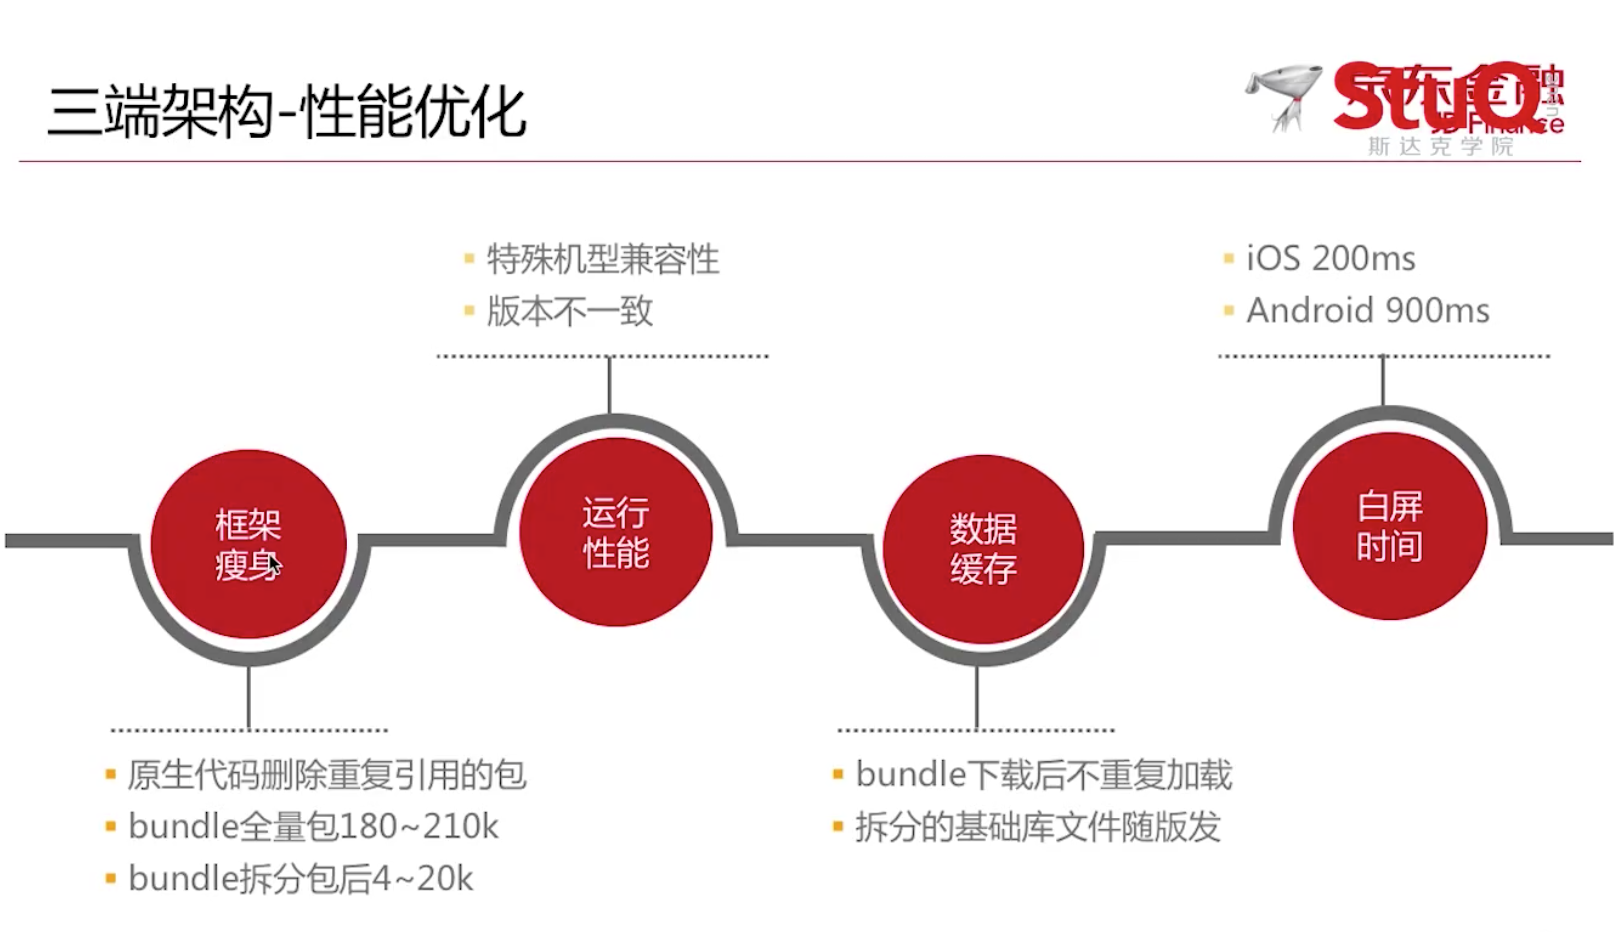 三端架构-性能优化
StuQ
斯达克学院
特殊机型兼容性
版本不一致
iOS 200ms
Android 900ms
框架
瘦身
运行
性能
数据
缓存
白屏
时间
原生代码删除重复引用的包
bundle全量包180~210k
bundle拆分包后4~20k
bundle下载后不重复加载
拆分的基础库文件随版发